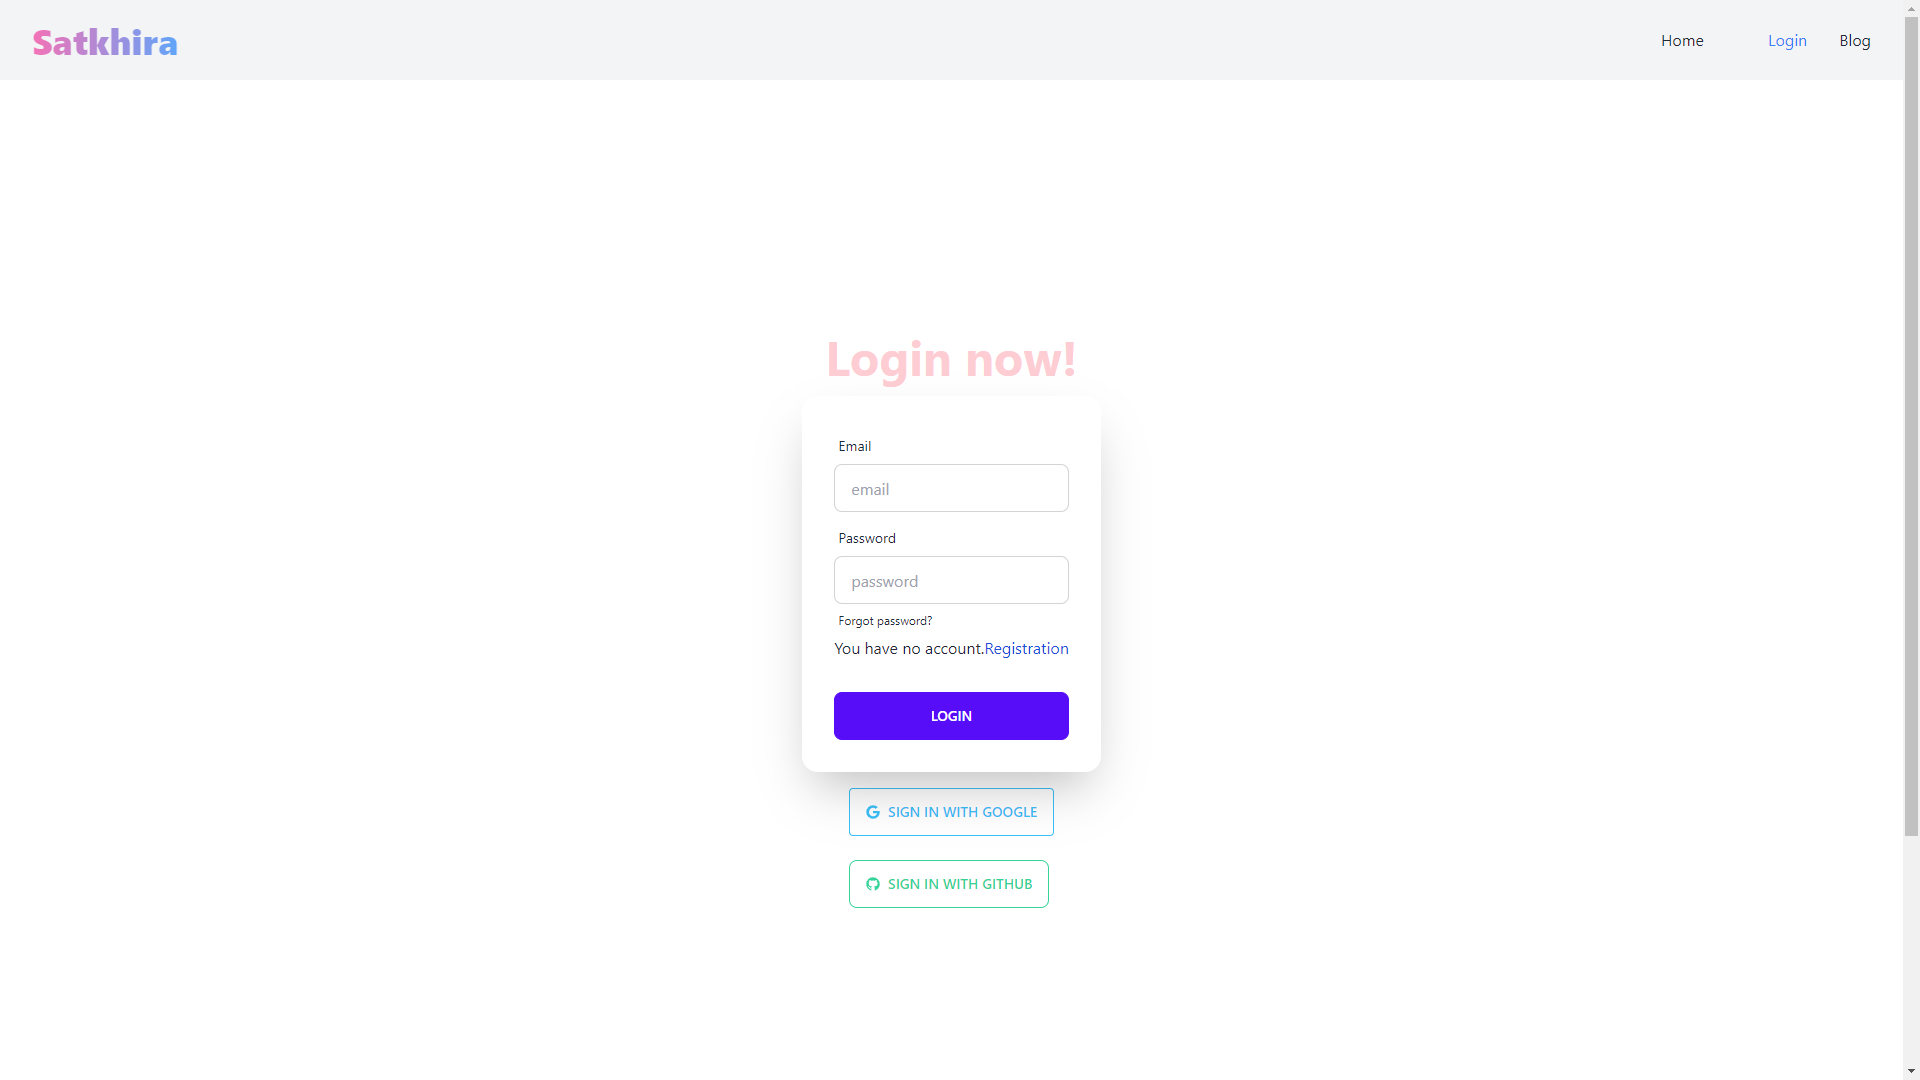 Satkhira
Home
Login
Blog
Login now!
Email
email
Password
password
Forgot password?
You have no account.Registration
LOGIN
SIGN IN WITH GOOGLE
SIGN IN WITH GITHUB